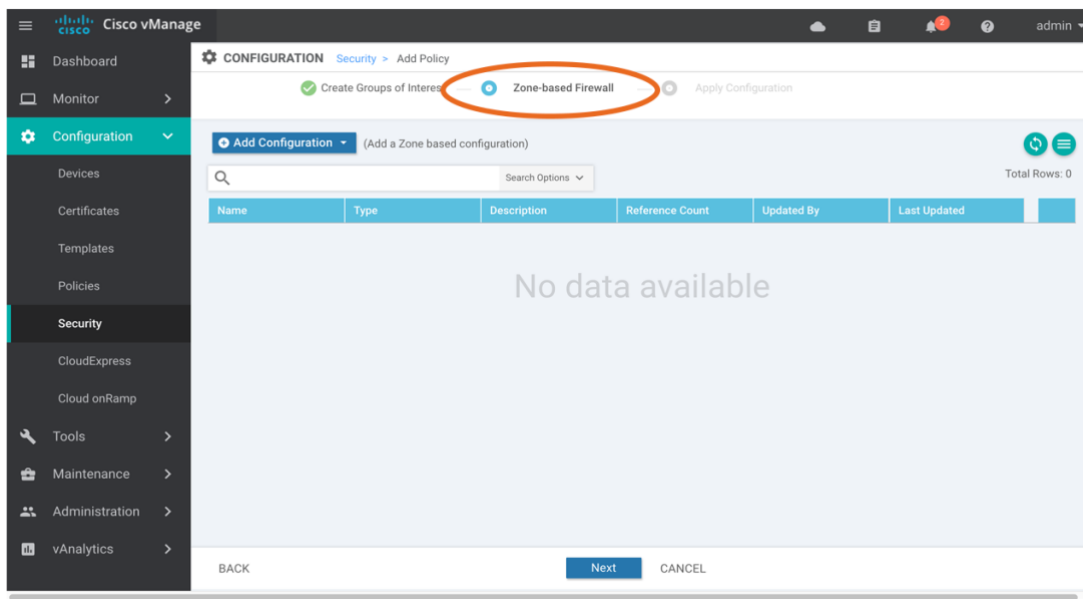 CISCO Cisco vManage 2 admin
Dashboard
Monitor
Configuration
Devices
Certificates
Templates
Policies
Security
CloudExpress
Cloud onRamp
Tools
Maintenance
Administration
vAnalytics
CONFIGURATION Security > Add Policy
Create Groups of Interes Zone-based Firewall Apply Configuration
Add Configuration (Add a Zone based configuration)
Search Options Total Rows: 0
Name Type Description Reference Count Updated By Last Updated
No data available
BACK Next CANCEL